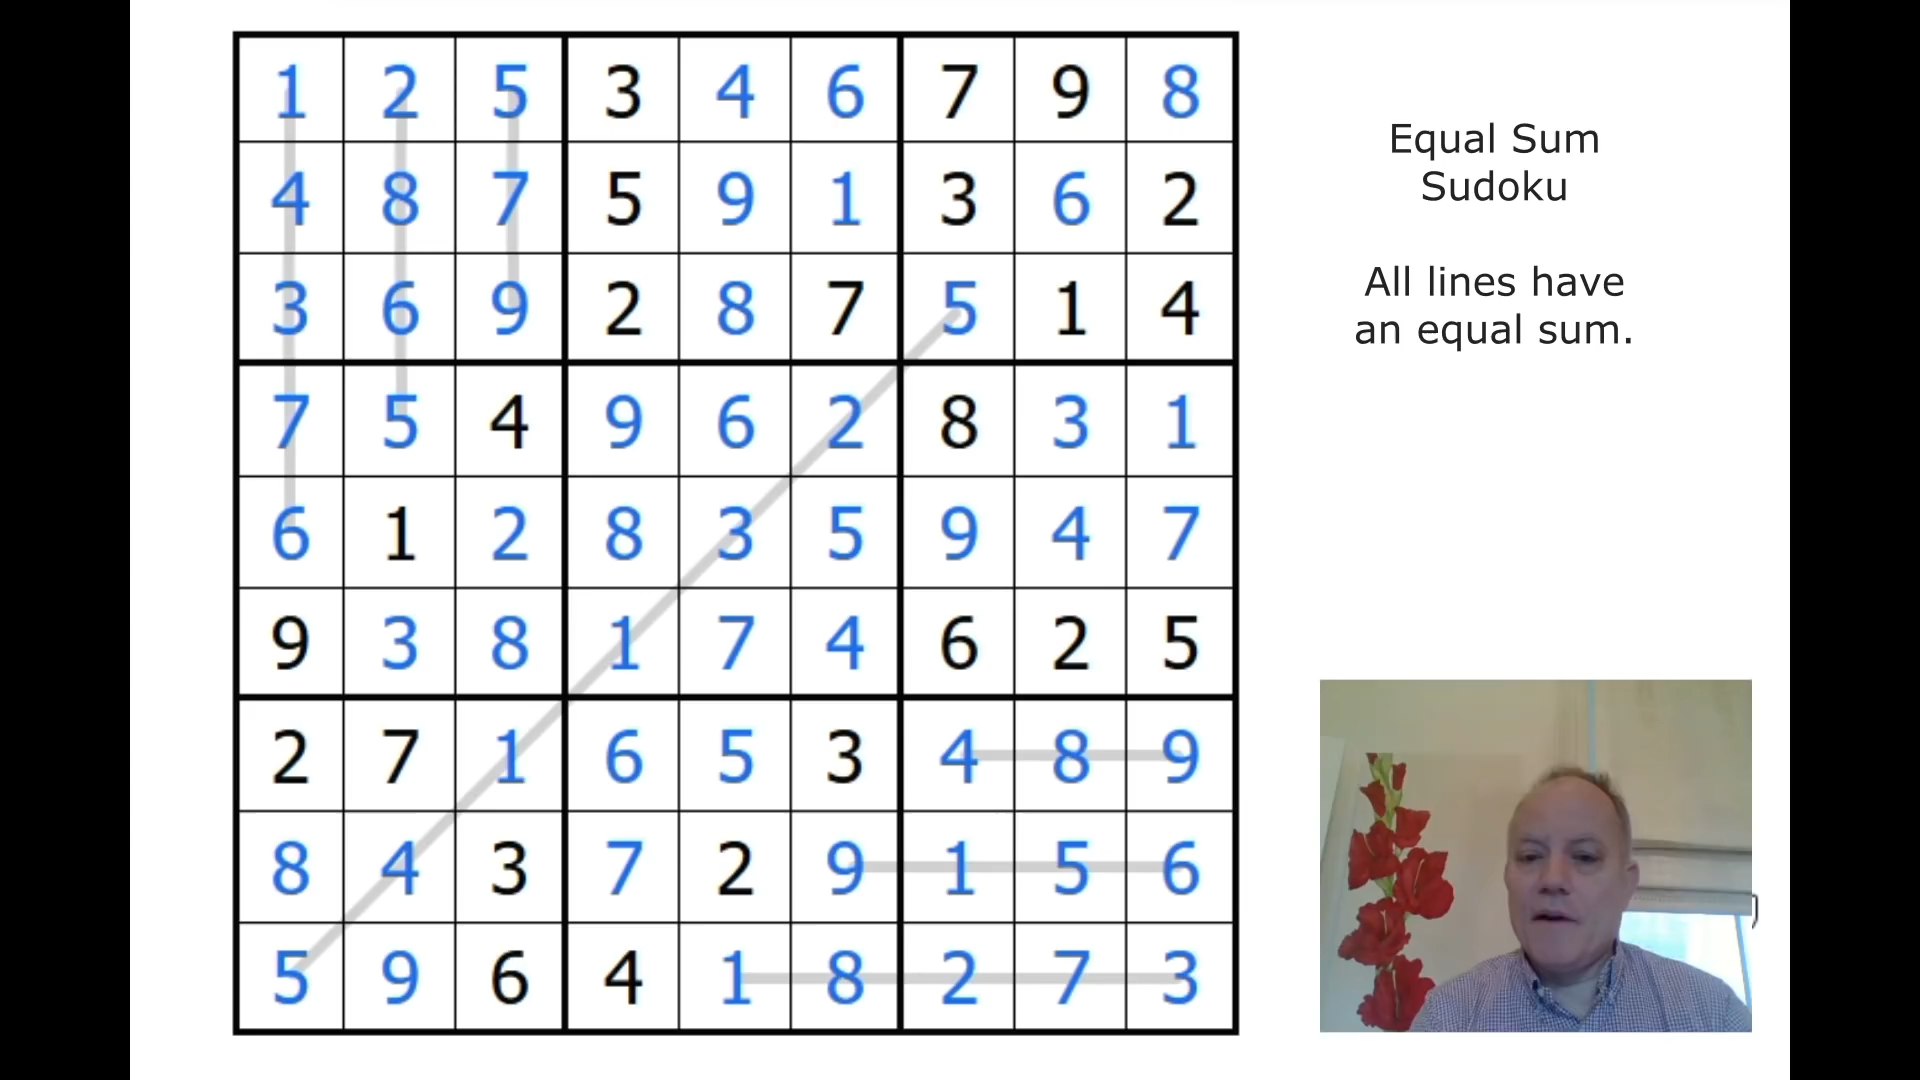 1 2 5 3 4 6 7 9 8
4 8 7 5 9 1 3 6 2
3 6 9 2 8 7 5 1 4
7 5 4 9 6 2 8 3 1
6 1 2 8 3 5 9 4 7
9 3 8 1 7 4 6 2 5
2 7 1 6 5 3 4 8 9
8 4 3 7 2 9 1 5 6
5 9 6 4 1 8 2 7 3
Equal Sum
Sudoku
All lines have
an equal sum.